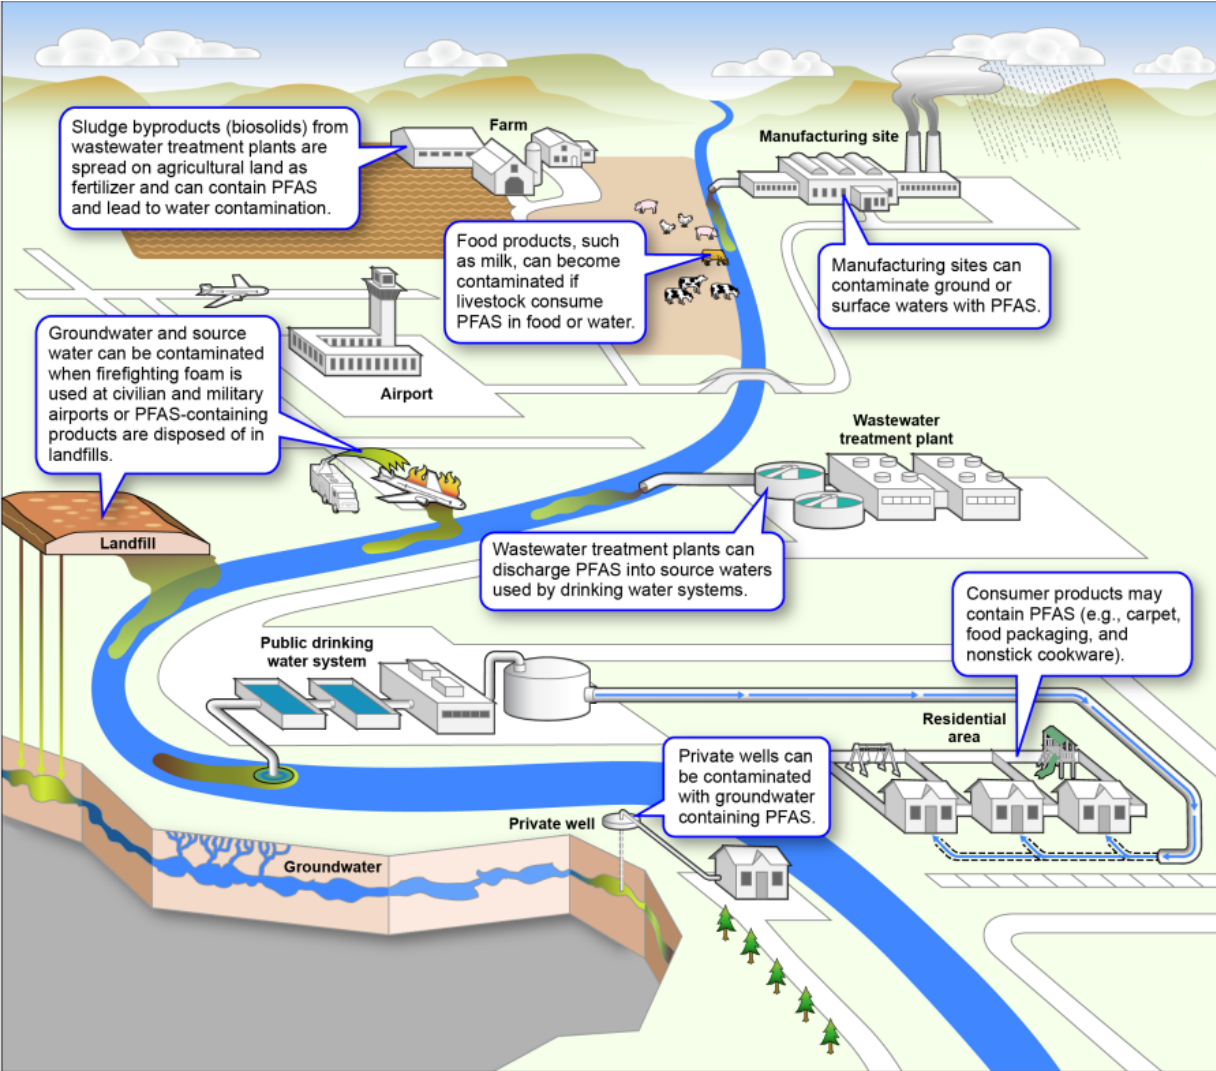 Sludge byproducts (biosolids) from
wastewater treatment plants are
spread on agricultural land as
fertilizer and can contain PFAS
and lead to water contamination.
Farm
Manufacturing site
Food products, such
as milk, can become
contaminated if
livestock consume
PFAS in food or water.
Manufacturing sites can
contaminate ground or
surface waters with PFAS.
Groundwater and source
water can be contaminated
when firefighting foam is
used at civilian and military
airports or PFAS-containing
products are disposed of in
landfills.
Airport
Wastewater
treatment plant
Landfill
Wastewater treatment plants can
discharge PFAS into source waters
used by drinking water systems.
Consumer products may
contain PFAS (e.g., carpet,
food packaging, and
nonstick cookware).
Public drinking
water system
Residential
area
Private wells can
be contaminated
with groundwater
containing PFAS.
Private well
Groundwater